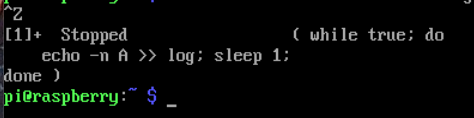 ^Z
[1]+  Stopped                 ( while true; do
    echo -n A >> log; sleep 1;
done )
pi@raspberry:~ $ _